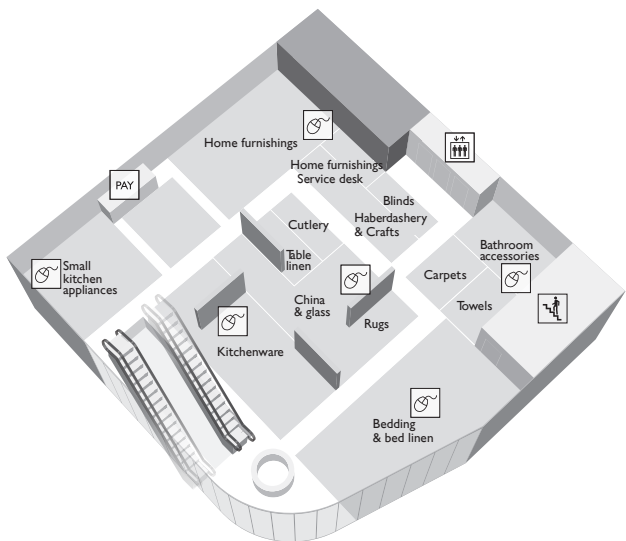 Home furnishings
Home furnishings
Service desk
PAY
Blinds
Haberdashery
& Crafts
Cutlery
Bathroom
accessories
Table
linen
Small
kitchen
appliances
Carpets
China
& glass
Towels
Rugs
Kitchenware
Bedding
& bed linen